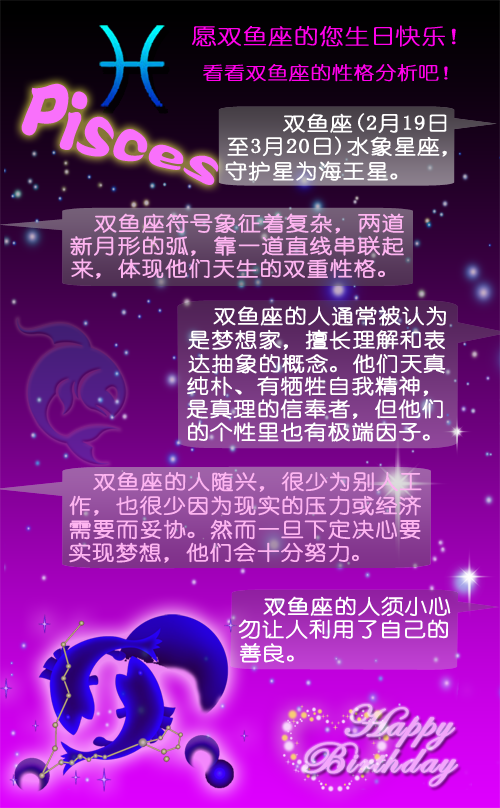 愿双鱼座的您生日快乐！
看看双鱼座的性格分析吧！
Pisces
双鱼座(2月19日
至3月20日)水象星座，
守护星为海王星。
双鱼座符号象征着复杂，两道
新月形的弧，靠一道直线串联起
来，体现他们天生的双重性格。
双鱼座的人通常被认为
是梦想家，擅长理解和表
达抽象的概念。他们天真
纯朴、有牺牲自我精神，
是真理的信奉者，但他们
的个性里也有极端因子。
双鱼座的人随兴，很少为别人工
作，也很少因为现实的压力或经济
需要而妥协。然而一旦下定决心要
实现梦想，他们会十分努力。
双鱼座的人须小心
勿让人利用了自己的
善良。
Happy
Birthday